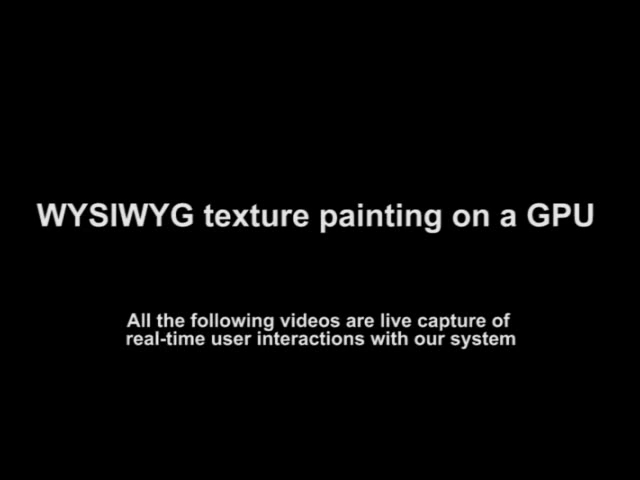 WYSIWYG texture painting on a GPU
All the following videos are live capture of
real-time user interactions with our system